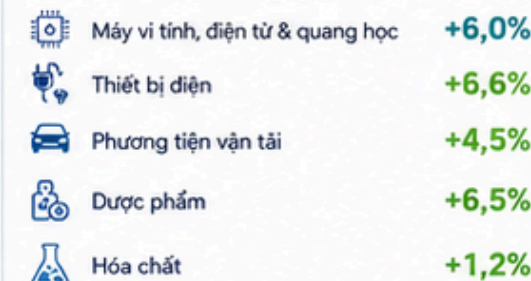 Máy vi tính, điện tử & quang học +6,0%
Thiết bị điện +6,6%
Phương tiện vận tải +4,5%
Dược phẩm +6,5%
Hóa chất +1,2%